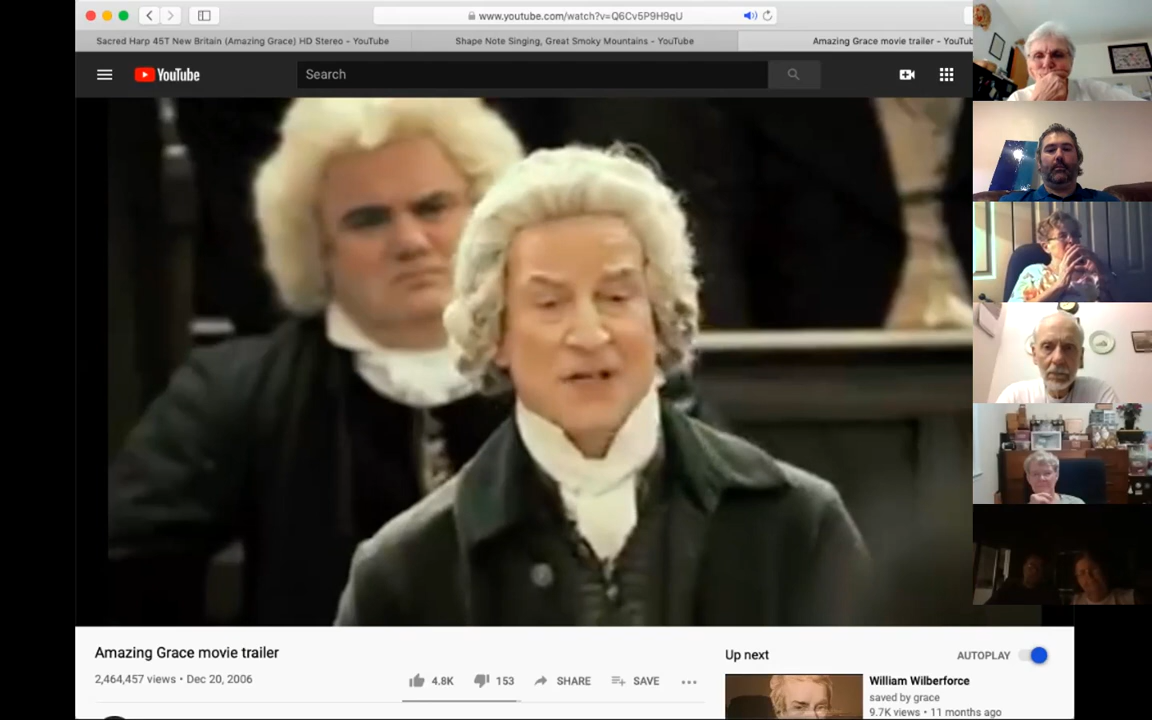 www.youtube.com/watch?v=Q6Cv5P9H9qU
Sacred Harp 45T New Britain (Amazing Grace) HD Stereo - YouTube
Shape Note Singing, Great Smoky Mountains - YouTube
Amazing Grace movie trailer - YouTub
YouTube
Search
Amazing Grace movie trailer
2,464,457 views • Dec 20, 2006
4.8K
153
SHARE
SAVE
Up next
AUTOPLAY
William Wilberforce
saved by grace
9.7K views • 11 months ago